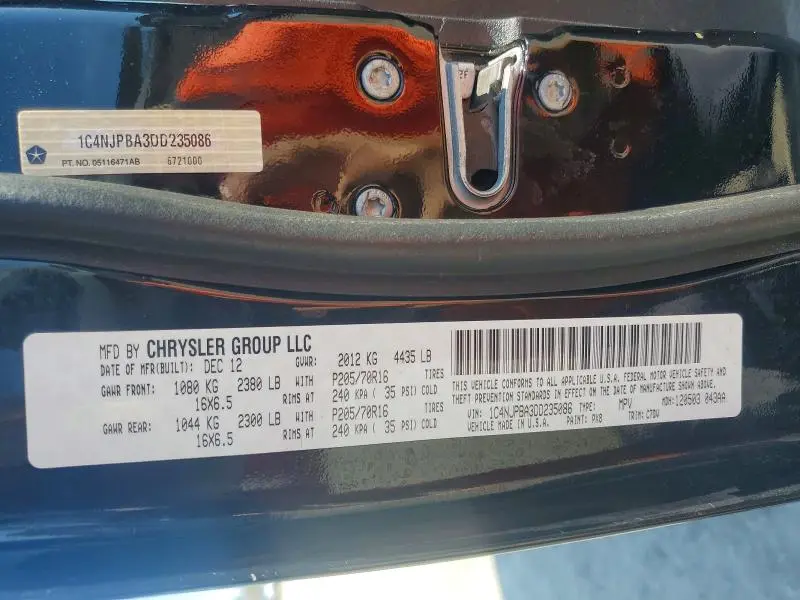 ZF
1C4NJPBA3DD235086
PT. NO. 05116471AB 6721000
MFD BY CHRYSLER GROUP LLC
DATE OF MFR(BUILT): DEC 12 GVWR: 2012 KG 4435 LB
GAWR FRONT: 1080 KG 2380 LB WITH P205/70R16 TIRES
16X6.5 RIMS AT 240 KPA ( 35 PSI) COLD
GAWR REAR: 1044 KG 2300 LB WITH P205/70R16 TIRES
16X6.5 RIMS AT 240 KPA ( 35 PSI) COLD
THIS VEHICLE CONFORMS TO ALL APPLICABLE U.S.A. FEDERAL MOTOR VEHICLE SAFETY AND
THEFT PREVENTION STANDARDS IN EFFECT ON THE DATE OF MANUFACTURE SHOWN ABOVE.
VIN: 1C4NJPBA3DD235086 TYPE: MPV MDH: 120503 043AA
VEHICLE MADE IN U.S.A. PAINT: PX8 TRIM: C7DV